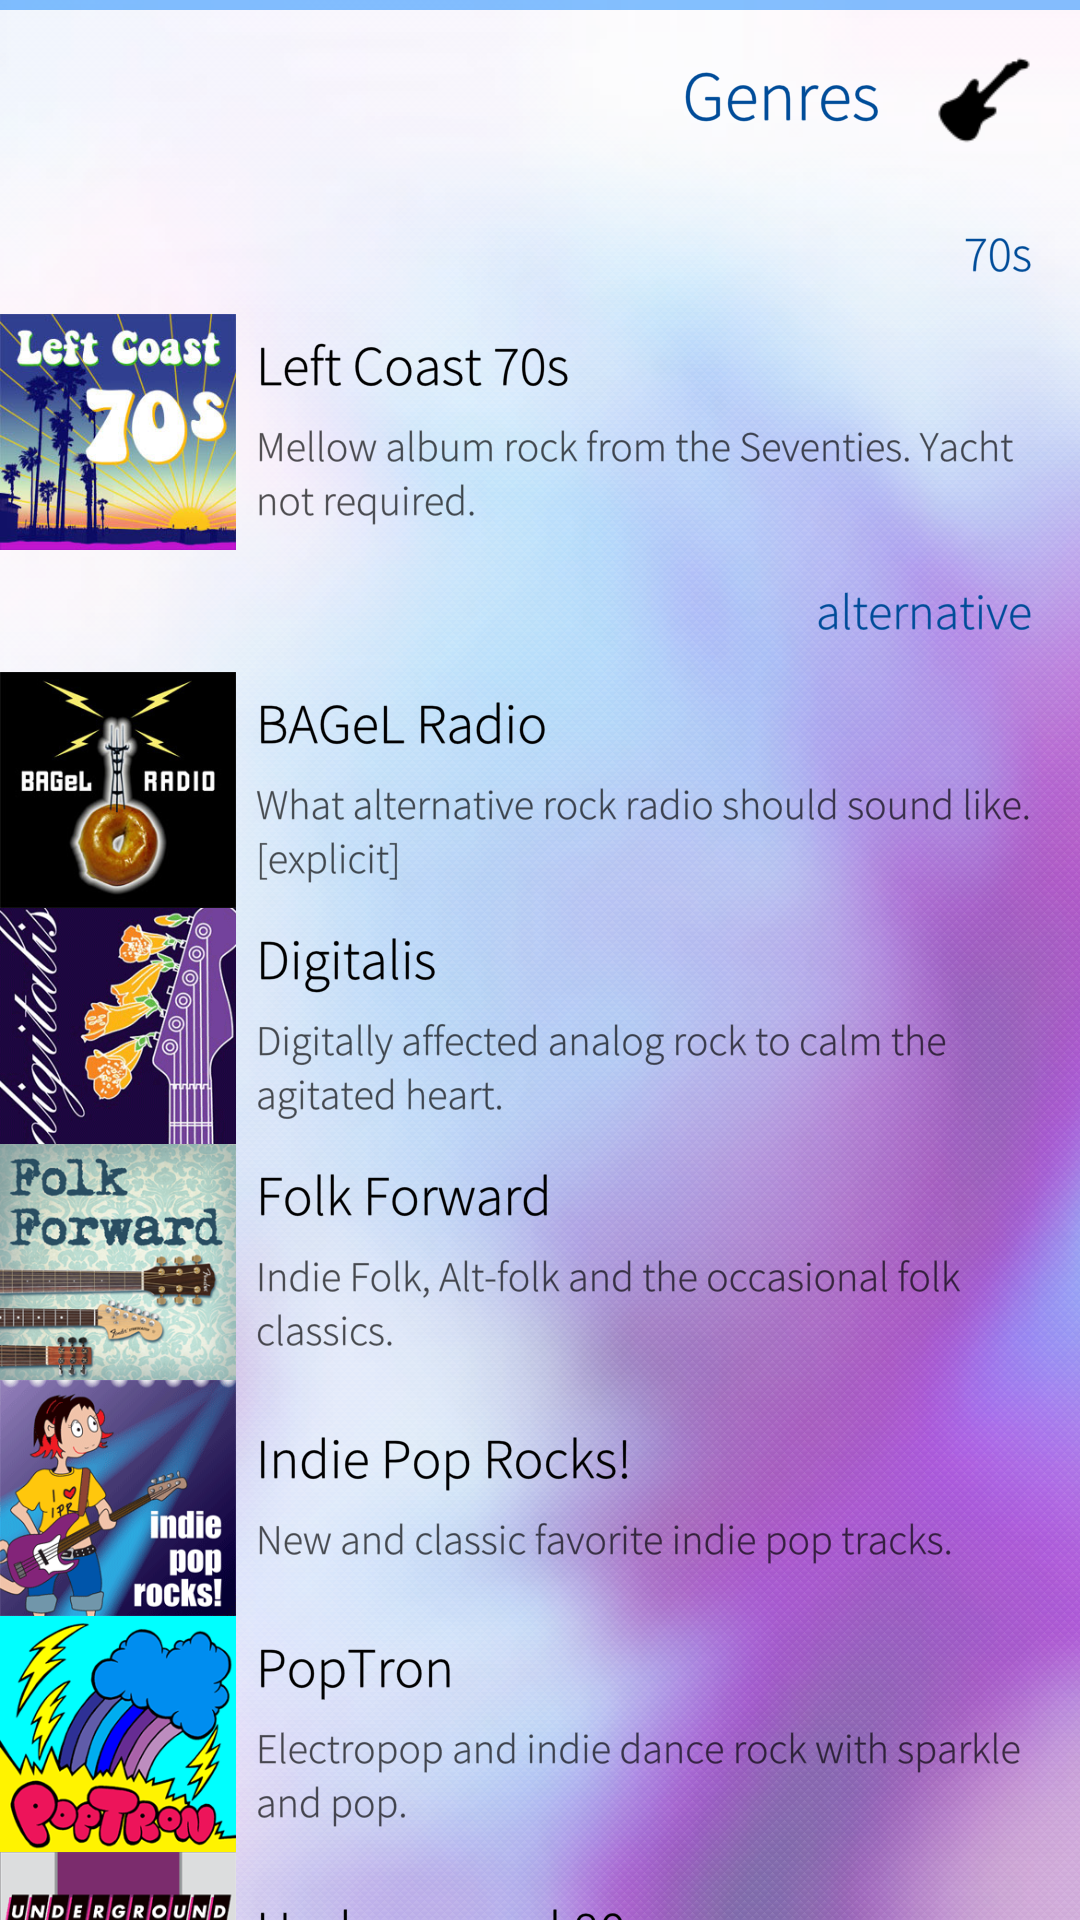 Genres
70s
Left Coast
70s
Left Coast 70s
Mellow album rock from the Seventies. Yacht
not required.
alternative
BAGeL RADIO
BAGeL Radio
What alternative rock radio should sound like.
[explicit]
digitalis
Digitalis
Digitally affected analog rock to calm the
agitated heart.
Folk
Forward
Folk Forward
Indie Folk, Alt-folk and the occasional folk
classics.
I ♥
IPR
indie
pop
rocks!
Indie Pop Rocks!
New and classic favorite indie pop tracks.
POPTRON
PopTron
Electropop and indie dance rock with sparkle
and pop.
UNDERGROUND